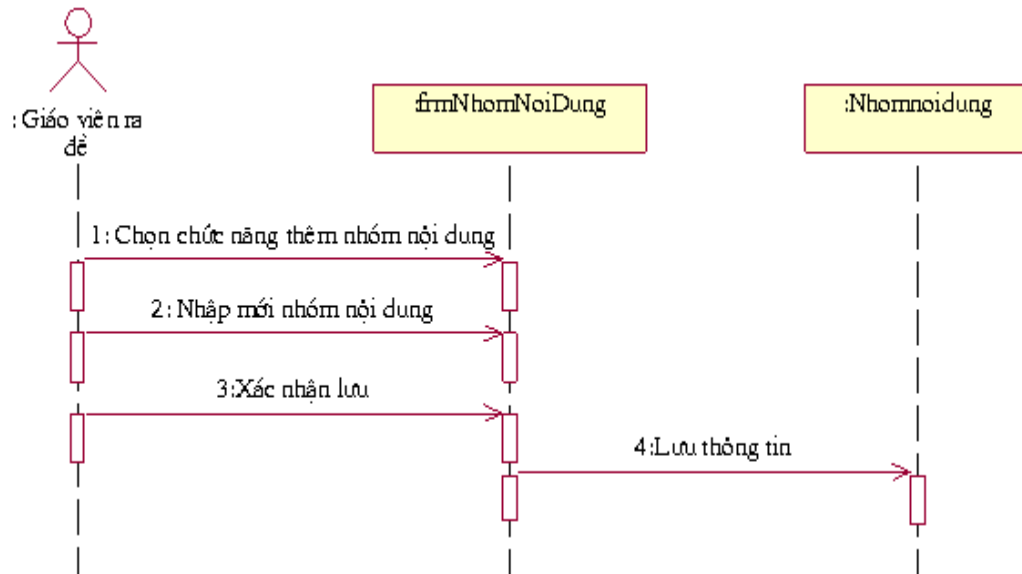 : Giáo viên ra
đề
:frmNhomNoiDung
:Nhomnoidung
1: Chọn chức năng thêm nhóm nội dung
2: Nhập mới nhóm nội dung
3:Xác nhận lưu
4:Lưu thông tin